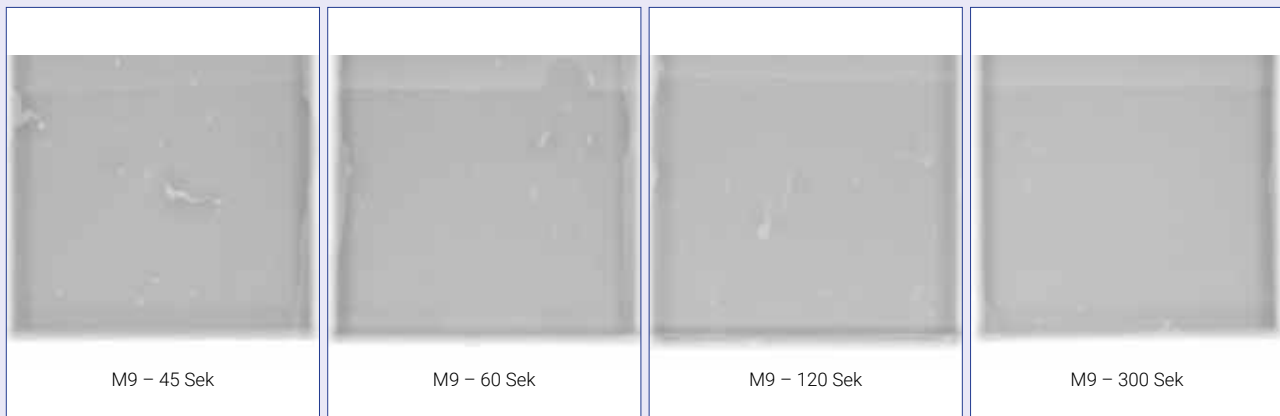 M9 – 45 Sek
M9 – 60 Sek
M9 – 120 Sek
M9 – 300 Sek